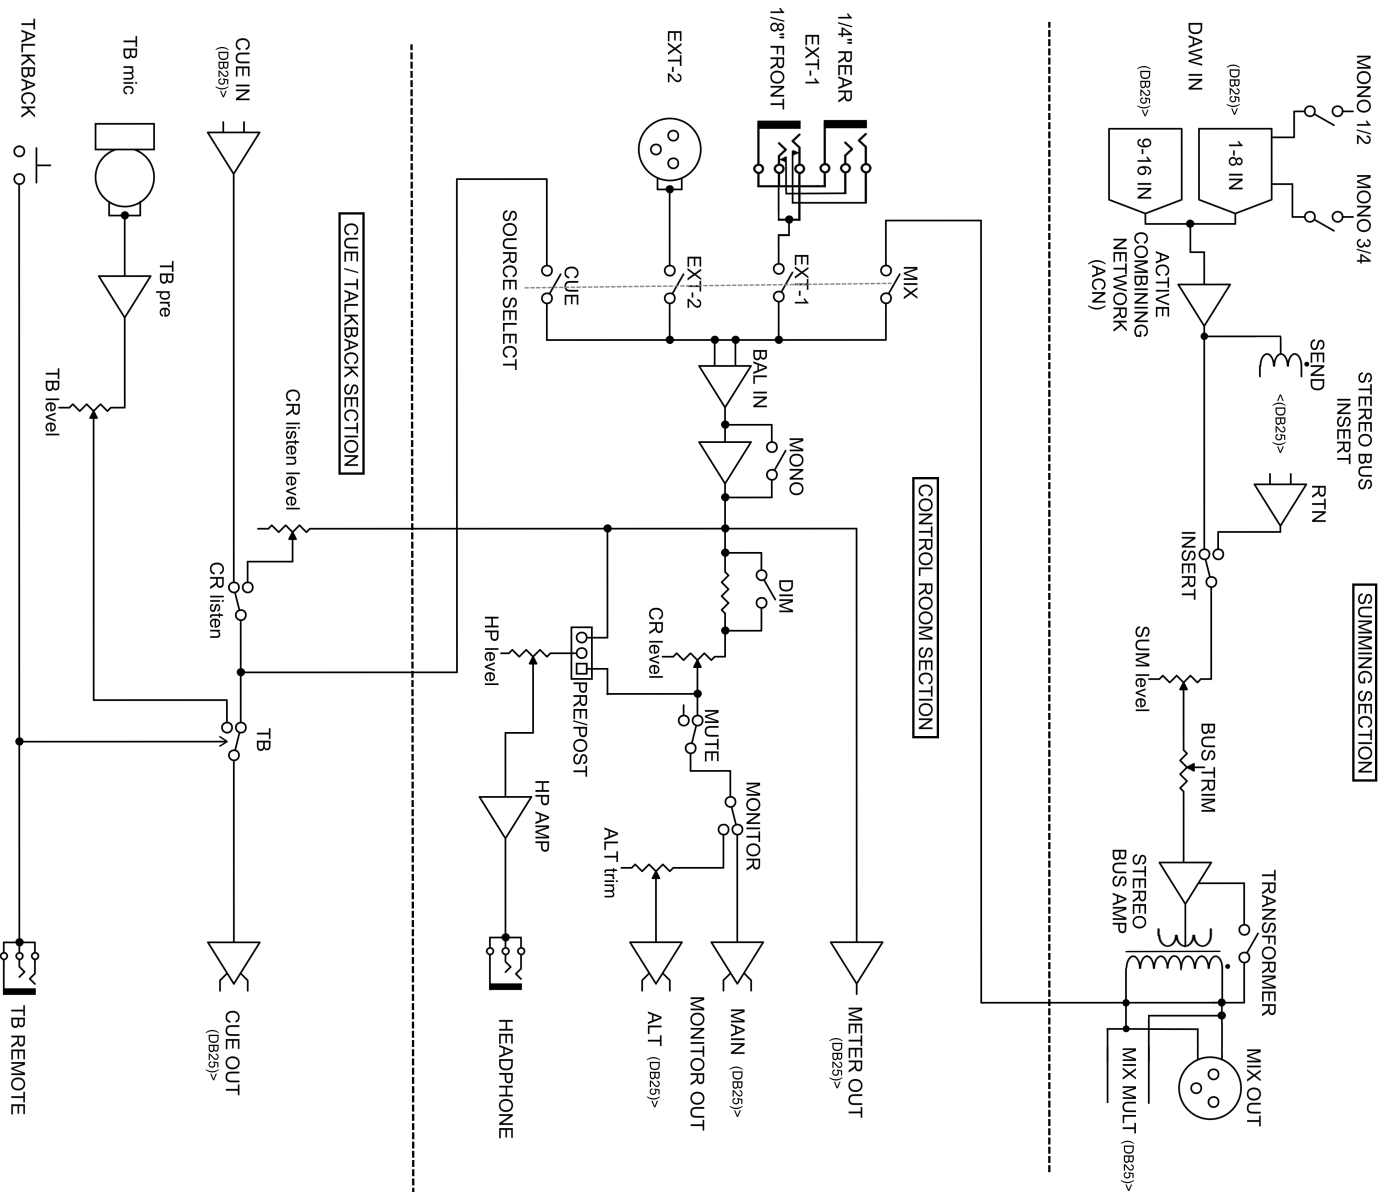 SUMMING SECTION
MONO 1/2
MONO 3/4
DAW IN
(DB25)>
(DB25)>
1-8 IN
9-16 IN
ACTIVE
COMBINING
NETWORK
(ACN)
STEREO BUS
INSERT
SEND
<(DB25)>
RTN
INSERT
SUM level
BUS TRIM
STEREO
BUS AMP
TRANSFORMER
MIX OUT
MIX MULT (DB25)>
CONTROL ROOM SECTION
1/4" REAR
EXT-1
1/8" FRONT
EXT-2
MIX
EXT-1
EXT-2
CUE
SOURCE SELECT
BAL IN
MONO
DIM
CR level
MUTE
MONITOR
PRE/POST
HP level
HP AMP
ALT trim
METER OUT
(DB25)>
MAIN (DB25)>
MONITOR OUT
ALT (DB25)>
HEADPHONE
CUE / TALKBACK SECTION
CUE IN
(DB25)>
TB mic
TALKBACK
TB pre
TB level
CR listen level
CR listen
TB
CUE OUT
(DB25)>
TB REMOTE